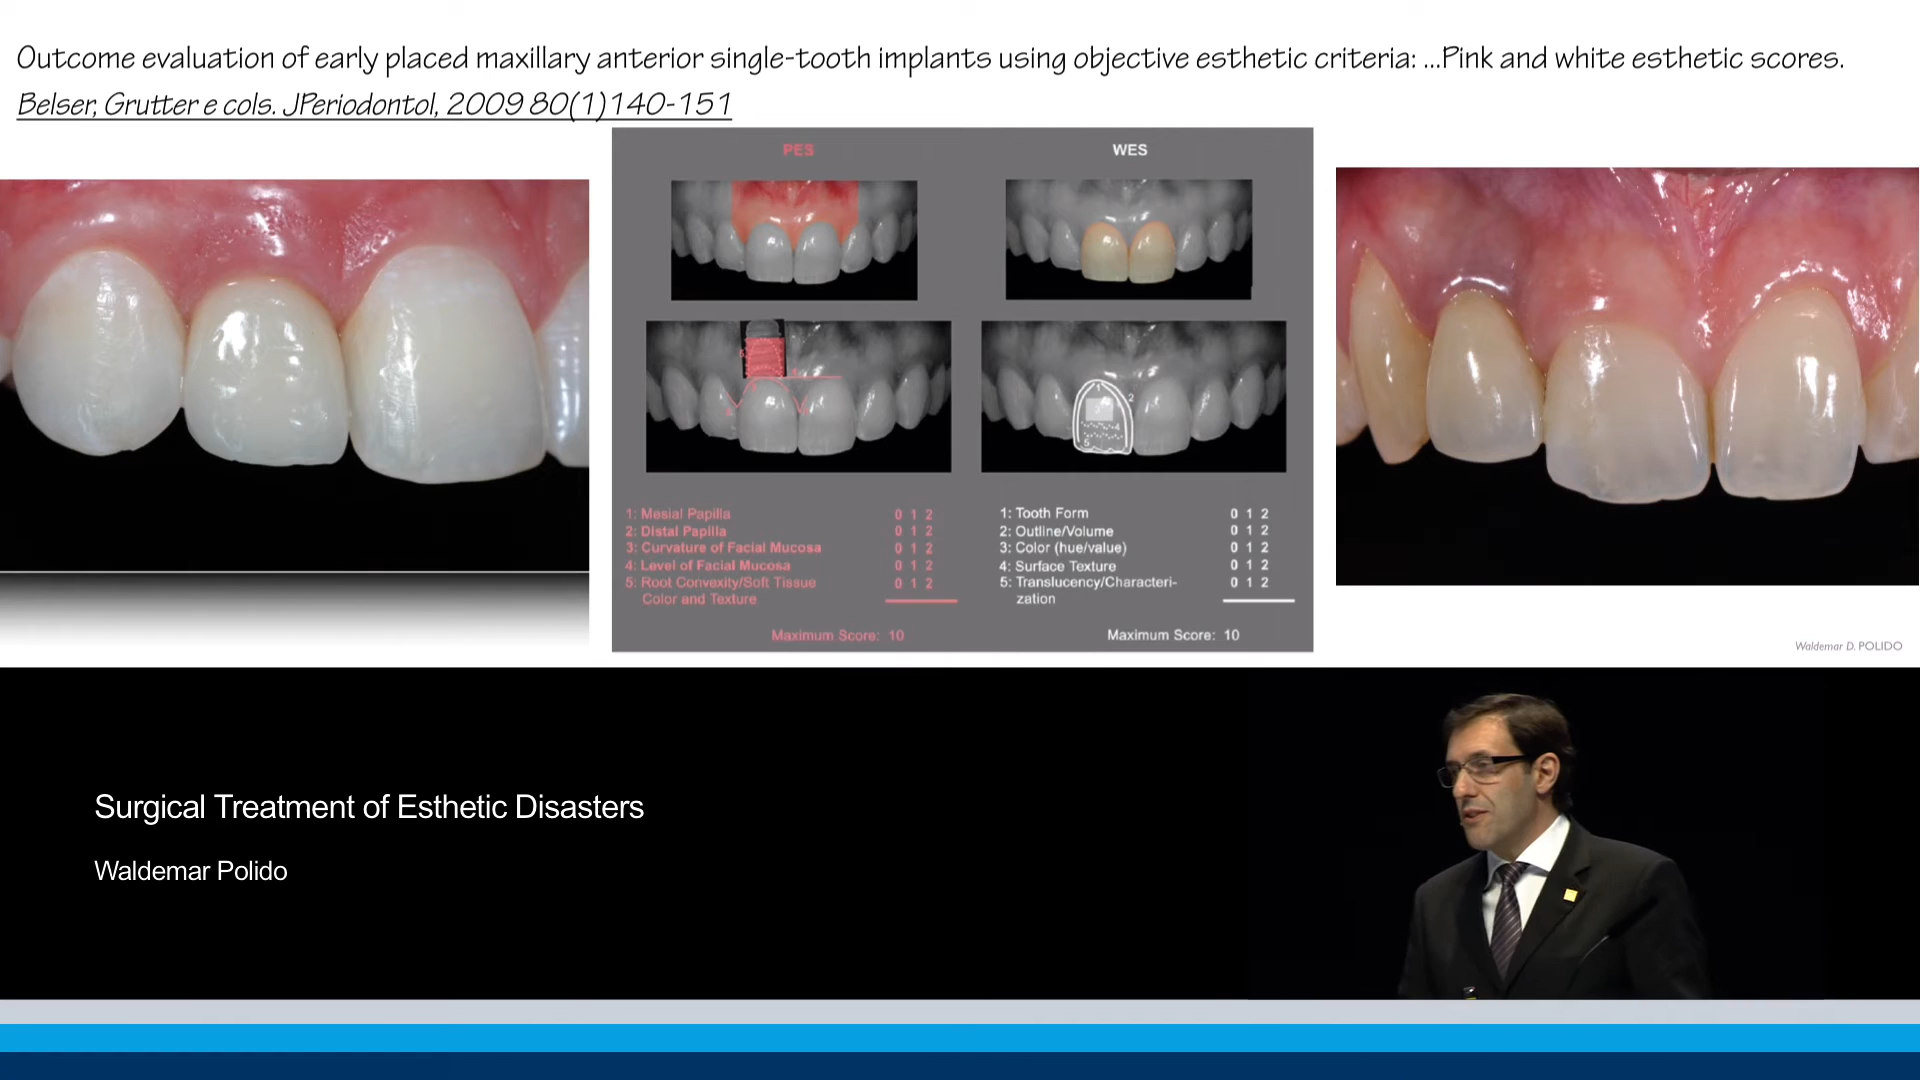 Outcome evaluation of early placed maxillary anterior single-tooth implants using objective esthetic criteria: ...Pink and white esthetic scores.
Belser, Grutter e cols. JPeriodontol, 2009 80(1)140-151
PES
WES
1: Mesial Papilla 0 1 2
2: Distal Papilla 0 1 2
3: Curvature of Facial Mucosa 0 1 2
4: Level of Facial Mucosa 0 1 2
5: Root Convexity/Soft Tissue 0 1 2
Color and Texture
Maximum Score: 10
1
2
3
4
5
1: Tooth Form 0 1 2
2: Outline/Volume 0 1 2
3: Color (hue/value) 0 1 2
4: Surface Texture 0 1 2
5: Translucency/Characteri- 0 1 2
zation
Maximum Score: 10
Waldemar D. POLIDO
Surgical Treatment of Esthetic Disasters
Waldemar Polido